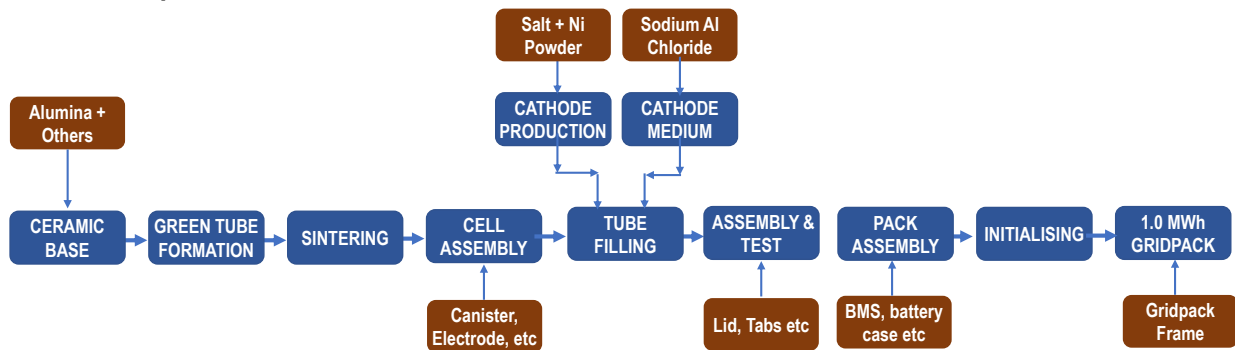 Salt + Ni
Powder
Sodium Al
Chloride
Alumina +
Others
CATHODE
PRODUCTION
CATHODE
MEDIUM
CERAMIC
BASE
GREEN TUBE
FORMATION
SINTERING
CELL
ASSEMBLY
TUBE
FILLING
ASSEMBLY &
TEST
PACK
ASSEMBLY
INITIALISING
1.0 MWh
GRIDPACK
Canister,
Electrode, etc
Lid, Tabs etc
BMS, battery
case etc
Gridpack
Frame